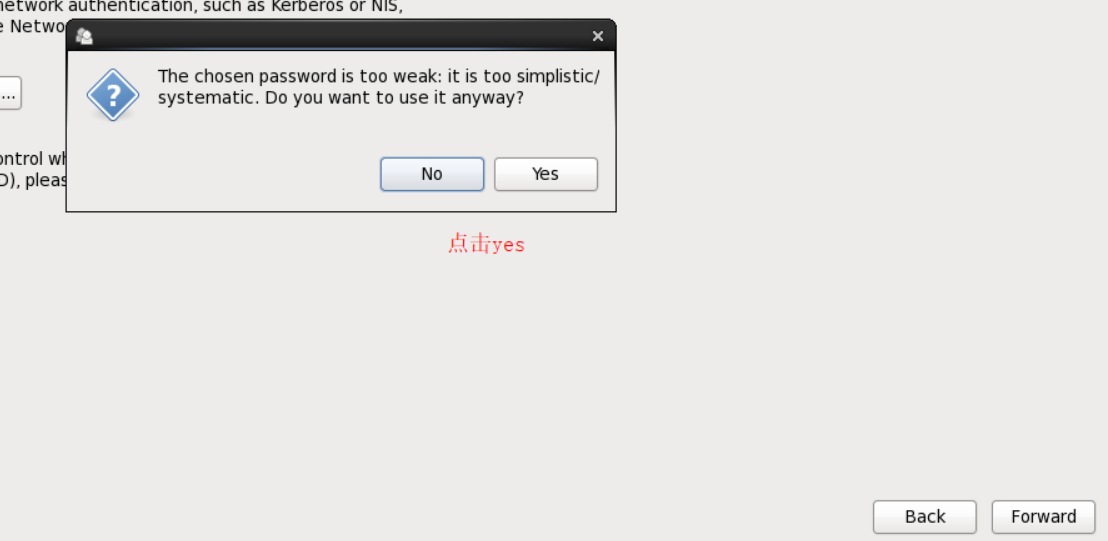 network authentication, such as Kerberos or NIS,
e Netwo
The chosen password is too weak: it is too simplistic/
systematic. Do you want to use it anyway?
...
ontrol wh
D), pleas
No
Yes
点击yes
Back
Forward